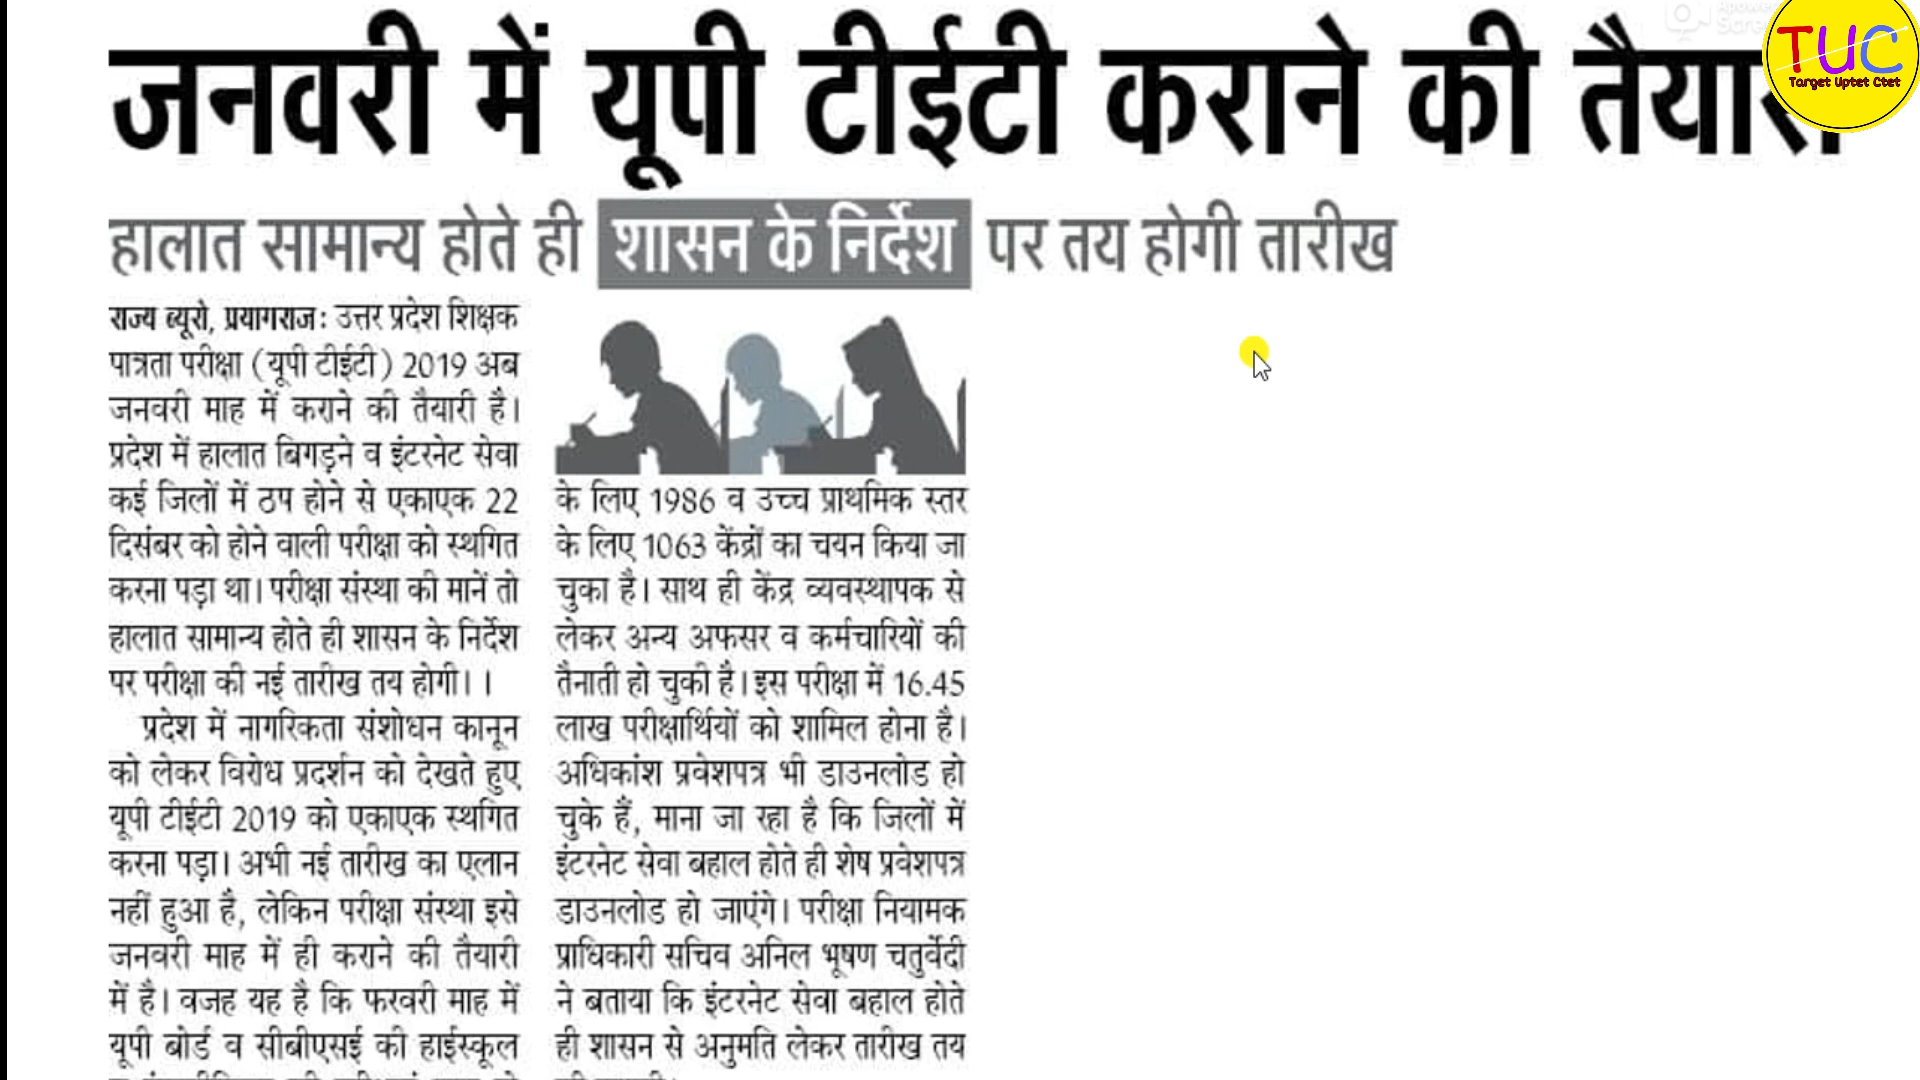 जनवरी में यूपी टीईटी कराने की
TUC
Target Uptet Ctet
हालात सामान्य होते ही शासन के निर्देश पर तय होगी तारीख
राज्य ब्यूरो, प्रयागराज: उत्तर प्रदेश शिक्षक
पात्रता परीक्षा (यूपी टीईटी) 2019 अब
जनवरी माह में कराने की तैयारी है।
प्रदेश में हालात बिगड़ने व इंटरनेट सेवा
कई जिलों में ठप होने से एकाएक 22
दिसंबर को होने वाली परीक्षा को स्थगित
करना पड़ा था। परीक्षा संस्था की मानें तो
हालात सामान्य होते ही शासन के निर्देश
पर परीक्षा की नई तारीख तय होगी। ।
प्रदेश में नागरिकता संशोधन कानून
को लेकर विरोध प्रदर्शन को देखते हुए
यूपी टीईटी 2019 को एकाएक स्थगित
करना पड़ा। अभी नई तारीख का एलान
नहीं हुआ है, लेकिन परीक्षा संस्था इसे
जनवरी माह में ही कराने की तैयारी
में है। वजह यह है कि फरवरी माह में
यूपी बोर्ड व सीबीएसई की हाईस्कूल
के लिए 1986 व उच्च प्राथमिक स्तर
के लिए 1063 केंद्रों का चयन किया जा
चुका है। साथ ही केंद्र व्यवस्थापक से
लेकर अन्य अफसर व कर्मचारियों की
तैनाती हो चुकी है। इस परीक्षा में 16.45
लाख परीक्षार्थियों को शामिल होना है।
अधिकांश प्रवेशपत्र भी डाउनलोड हो
चुके हैं, माना जा रहा है कि जिलों में
इंटरनेट सेवा बहाल होते ही शेष प्रवेशपत्र
डाउनलोड हो जाएंगे। परीक्षा नियामक
प्राधिकारी सचिव अनिल भूषण चतुर्वेदी
ने बताया कि इंटरनेट सेवा बहाल होते
ही शासन से अनुमति लेकर तारीख तय